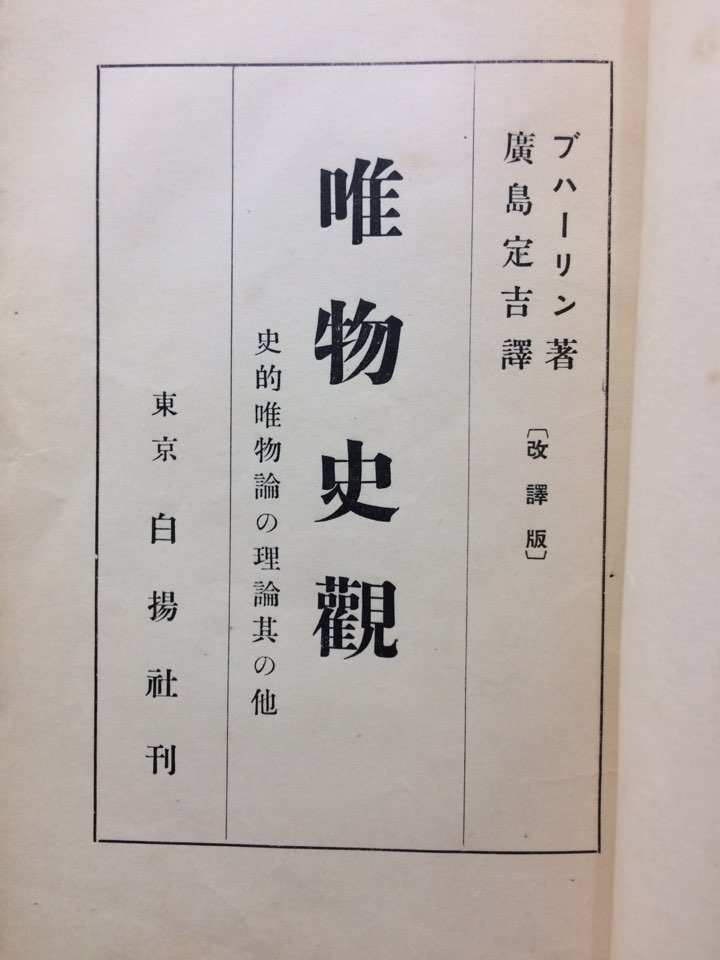 ブハーリン著
廣島定吉譯
〔改譯版〕
唯物史觀
史的唯物論の理論其の他
東京 白揚社刊